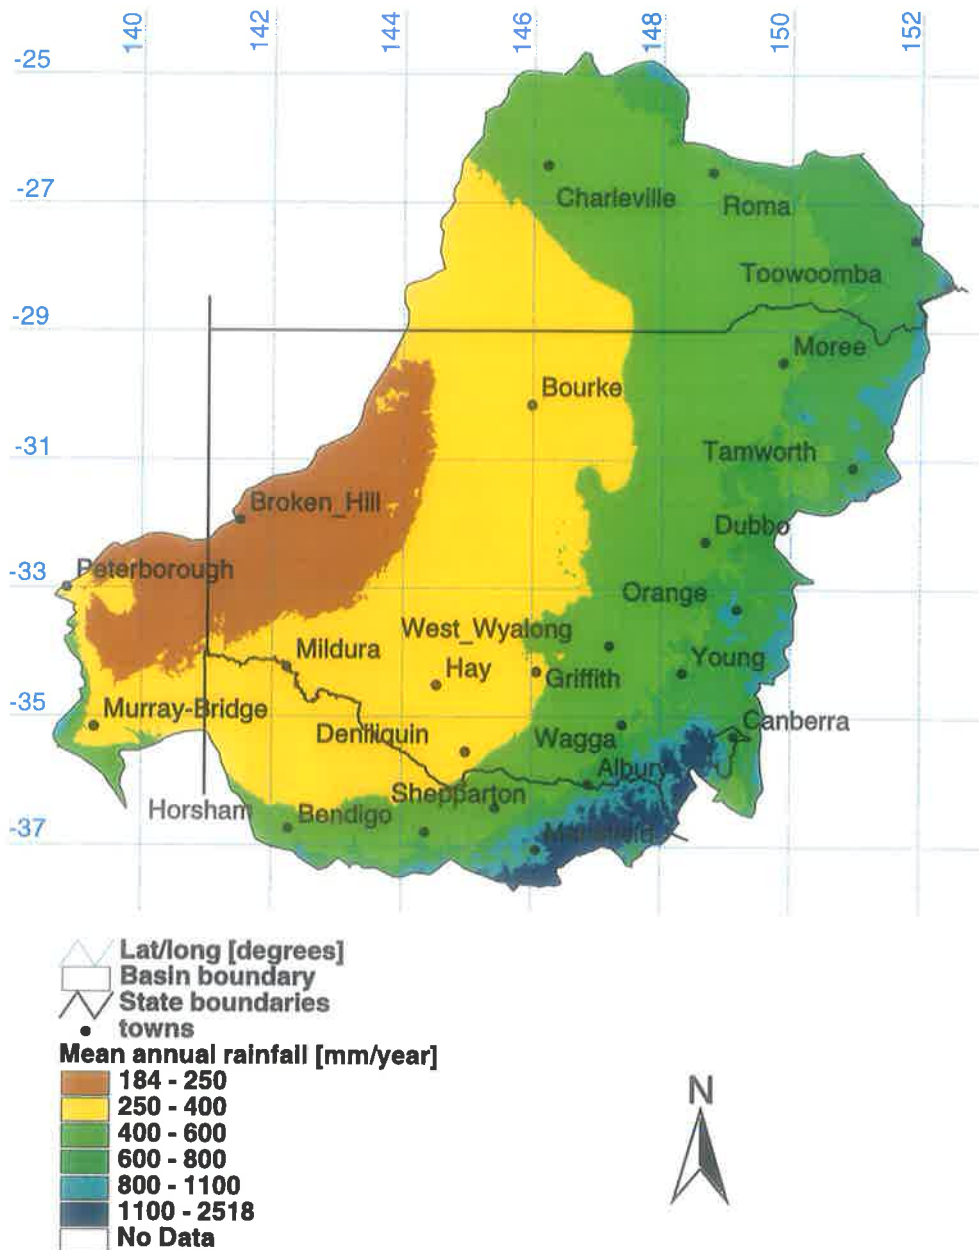 140 142 144 146 148 150 152
-25
-27
Charleville
Roma
Toowoomba
-29
Moree
Bourke
-31
Tamworth
Broken_Hill
Dubbo
-33
Peterborough
Orange
West_Wyalong
Mildura
Hay
Griffith
Young
-35
Murray-Bridge
Deniliquin
Wagga
Canberra
Albury
Shepparton
Horsham
Bendigo
-37
Mansfield
Lat/long [degrees]
Basin boundary
State boundaries
towns
Mean annual rainfall [mm/year]
184 - 250
250 - 400
400 - 600
600 - 800
800 - 1100
1100 - 2518
No Data
N